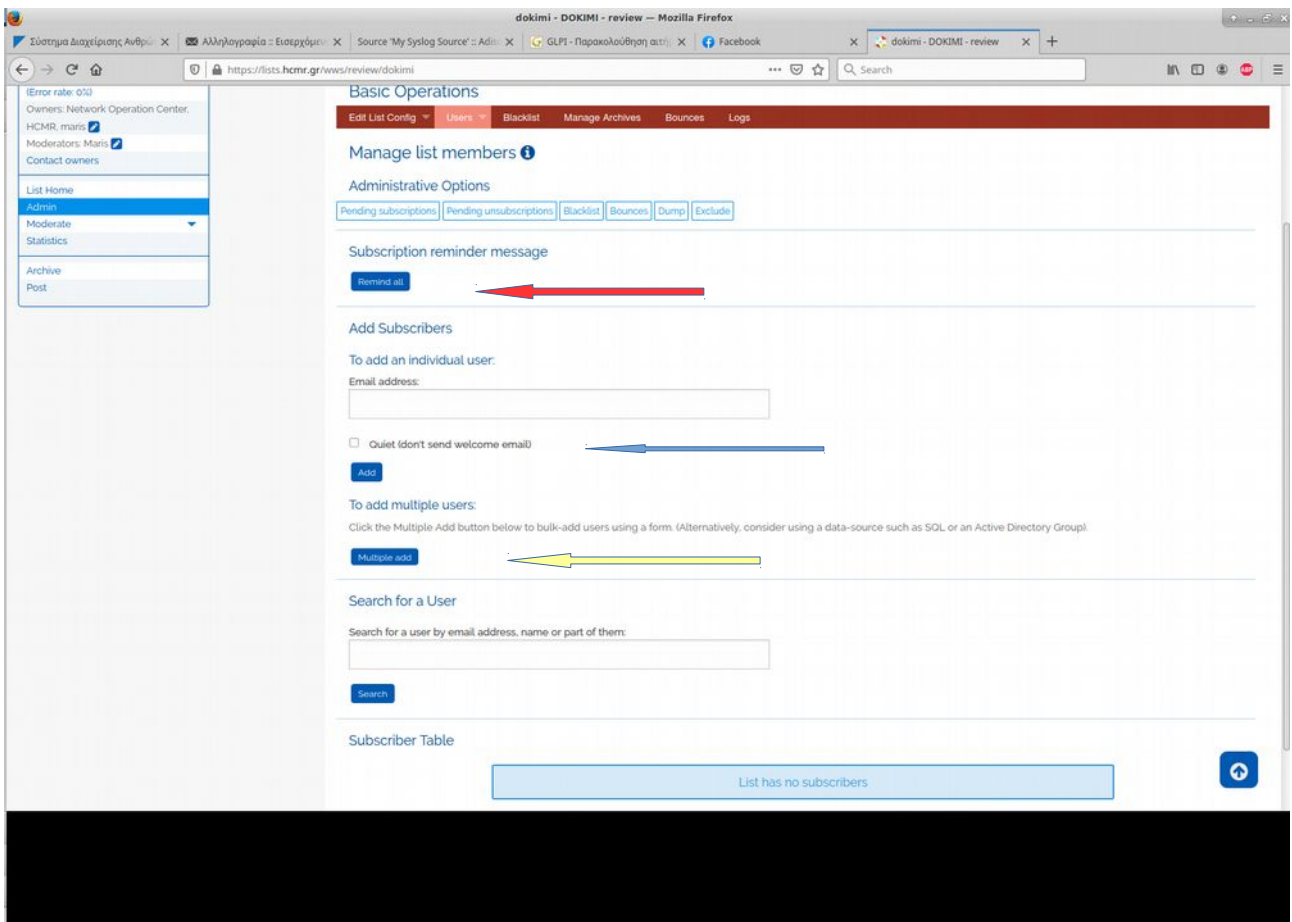 dokimi - DOKIMI - review — Mozilla Firefox
Σύστημα Διαχείρισης Ανθρώ
Αλληλογραφία :: Εισερχόμεν
Source 'My Syslog Source' :: Adis
GLPI - Παρακολούθηση αιτή
Facebook
dokimi - DOKIMI - review
https://lists.hcmr.gr/wws/review/dokimi
Search
ABP
(Error rate: 0%)
Owners: Network Operation Center,
HCMR, maris
Moderators: Maris
Contact owners
List Home
Admin
Moderate
Statistics
Archive
Post
Basic Operations
Edit List Config Users Blacklist Manage Archives Bounces Logs
Manage list members
Administrative Options
Pending subscriptions Pending unsubscriptions Blacklist Bounces Dump Exclude
Subscription reminder message
Remind all
Add Subscribers
To add an individual user:
Email address:
Quiet (don't send welcome email)
Add
To add multiple users:
Click the Multiple Add button below to bulk-add users using a form. (Alternatively, consider using a data-source such as SQL or an Active Directory Group).
Multiple add
Search for a User
Search for a user by email address, name or part of them:
Search
Subscriber Table
List has no subscribers